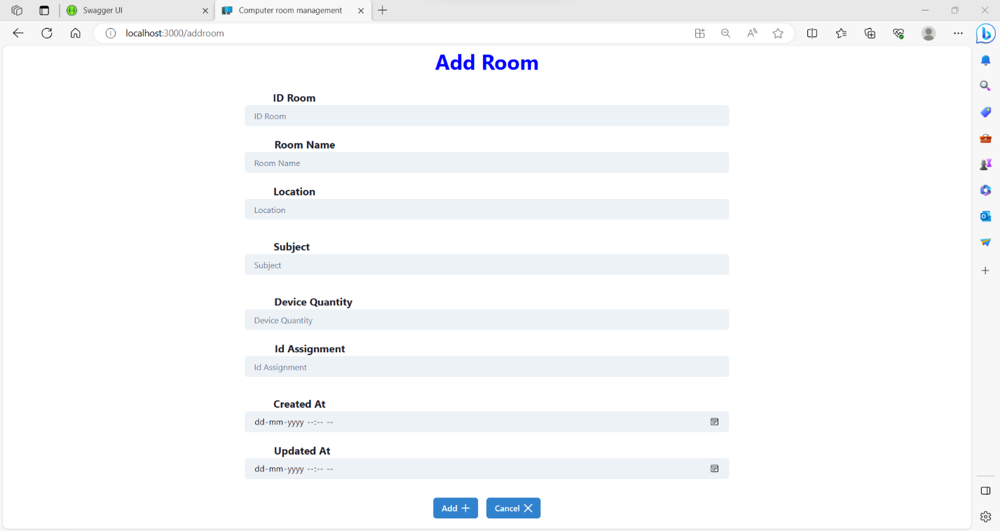 Swagger UI
Computer room management
localhost:3000/addroom
Add Room
ID Room
ID Room
Room Name
Room Name
Location
Location
Subject
Subject
Device Quantity
Device Quantity
Id Assignment
Id Assignment
Created At
dd-mm-yyyy --:-- --
Updated At
dd-mm-yyyy --:-- --
Add
Cancel